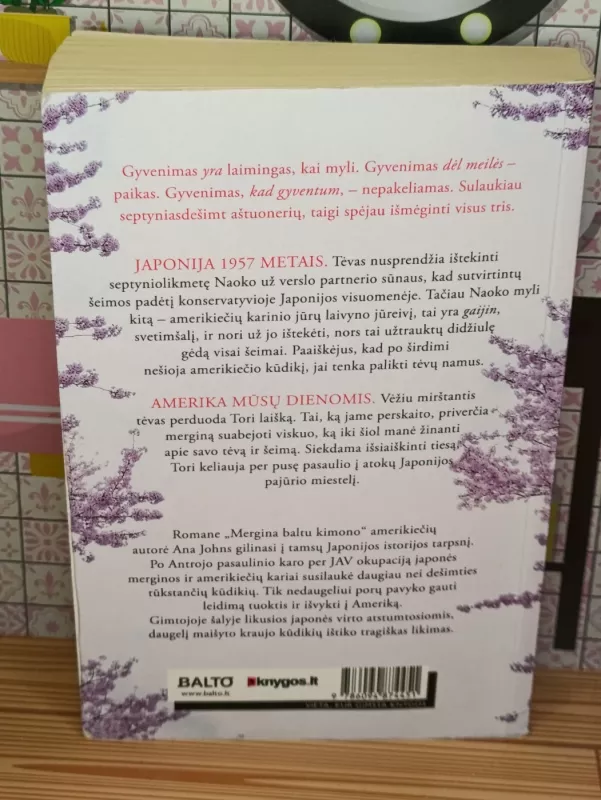 Gyvenimas yra laimingas, kai myli. Gyvenimas dėl meilės –
paikas. Gyvenimas, kad gyventum, – nepakeliamas. Sulaukiau
septyniasdešimt aštuonerių, taigi spėjau išmėginti visus tris.
JAPONIJA 1957 METAIS. Tėvas nusprendžia ištekinti
septyniolikmetę Naoko už verslo partnerio sūnaus, kad sutvirtintų
šeimos padėtį konservatyvioje Japonijos visuomenėje. Tačiau Naoko myli
kitą – amerikiečių karinio jūrų laivyno jūreivį, tai yra gaijin,
svetimšalį, ir nori už jo ištekėti, nors tai užtrauktų didžiulę
gėdą visai šeimai. Paaiškėjus, kad po širdimi
nešioja amerikiečio kūdikį, jai tenka palikti tėvų namus.
AMERIKA MŪSŲ DIENOMIS. Vėžiu mirštantis
tėvas perduoda Tori laišką. Tai, ką jame perskaito, priverčia
merginą suabejoti viskuo, ką iki šiol manė žinanti
apie savo tėvą ir šeimą. Siekdama išsiaiškinti tiesą,
Tori keliauja per pusę pasaulio į atokų Japonijos
pajūrio miestelį.
Romane „Mergina baltu kimono“ amerikiečių
autorė Ana Johns gilinasi į tamsų Japonijos istorijos tarpsnį.
Po Antrojo pasaulinio karo per JAV okupaciją japonės
merginos ir amerikiečių kariai susilaukė daugiau nei dešimties
tūkstančių kūdikių. Tik nedaugeliui porų pavyko gauti
leidimą tuoktis ir išvykti į Ameriką.
Gimtojoje šalyje likusios japonės virto atstumtosiomis,
daugelį maišyto kraujo kūdikių ištiko tragiškas likimas.
BALTO knygos.lt
www.balto.lt
VIETA, KUR GIMSTA KNYGOS